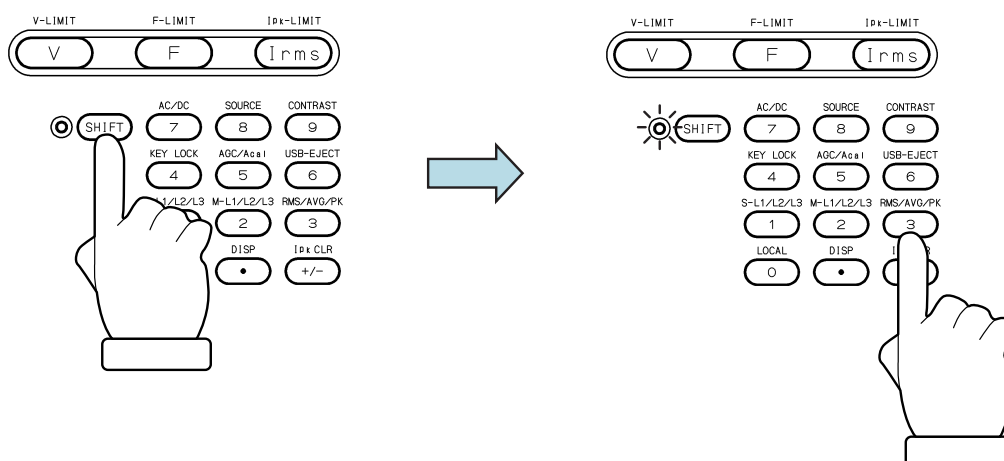 V-LIMIT F-LIMIT Ipk-LIMIT
V F Irms
AC/DC SOURCE CONTRAST
SHIFT 7 8 9
KEY LOCK AGC/Acal USB-EJECT
4 5 6
L1/L2/L3 M-L1/L2/L3 RMS/AVG/PK
2 3
DISP Ipk CLR
• +/−
V-LIMIT F-LIMIT Ipk-LIMIT
V F Irms
AC/DC SOURCE CONTRAST
SHIFT 7 8 9
KEY LOCK AGC/Acal USB-EJECT
4 5 6
S-L1/L2/L3 M-L1/L2/L3 RMS/AVG/PK
1 2 3
LOCAL DISP
0 •